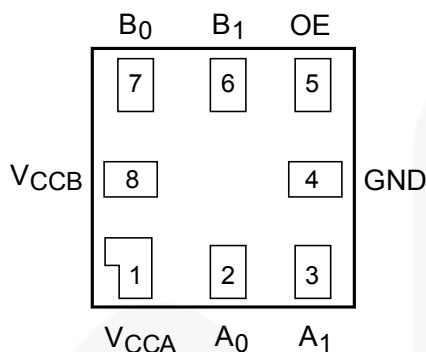 B0 B1 OE
7 6 5
VCCB 8 4 GND
1 2 3
VCCA A0 A1